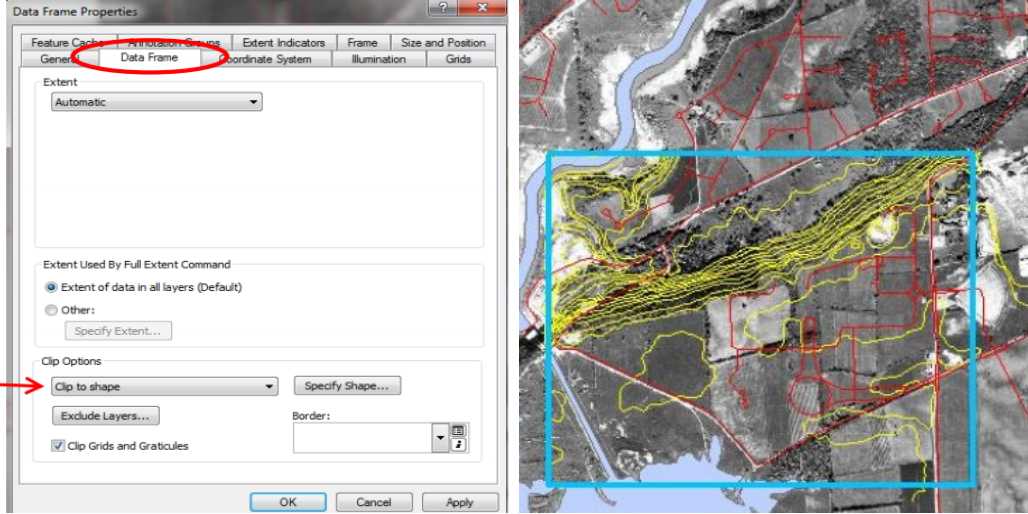 Data Frame Properties
Feature Cache Annotation Groups Extent Indicators Frame Size and Position
General Data Frame Coordinate System Illumination Grids
Extent
Automatic
Extent Used By Full Extent Command
Extent of data in all layers (Default)
Other:
Specify Extent...
Clip Options
Clip to shape Specify Shape...
Exclude Layers... Border:
Clip Grids and Graticules
OK Cancel Apply